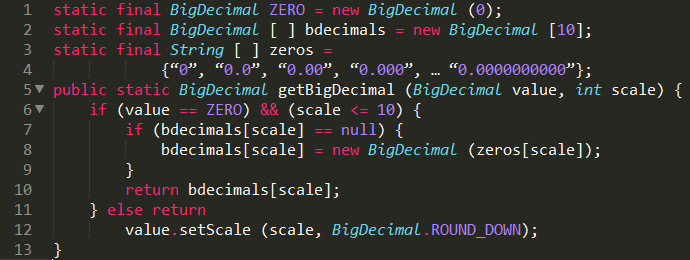 1 static final BigDecimal ZERO = new BigDecimal (0);
2 static final BigDecimal [ ] bdecimals = new BigDecimal [10];
3 static final String [ ] zeros =
4 {“0”, “0.0”, “0.00”, “0.000”, … “0.0000000000”};
5 public static BigDecimal getBigDecimal (BigDecimal value, int scale) {
6 if (value == ZERO) && (scale <= 10) {
7 if (bdecimals[scale] == null) {
8 bdecimals[scale] = new BigDecimal (zeros[scale]);
9 }
10 return bdecimals[scale];
11 } else return
12 value.setScale (scale, BigDecimal.ROUND_DOWN);
13 }